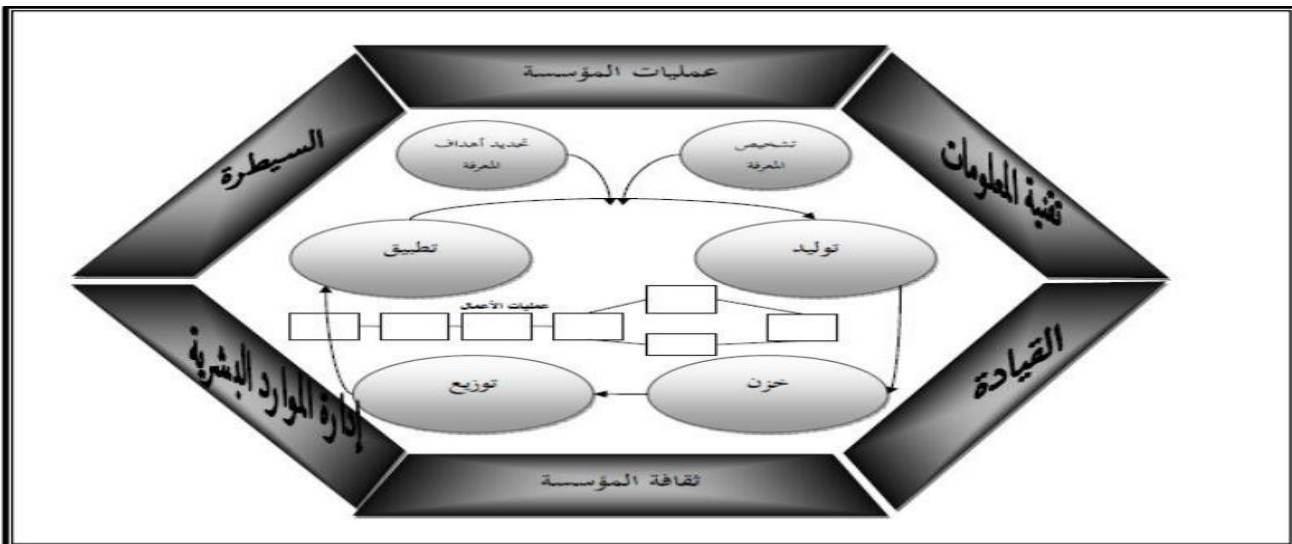 عمليات المؤسسة
السيطرة
تقنية المعلومات
تشخيص
المعرفة
تحديد أهداف
المعرفة
توليد
تطبيق
عمليات الأعمال
خزن
توزيع
القيادة
إدارة الموارد البشرية
ثقافة المؤسسة